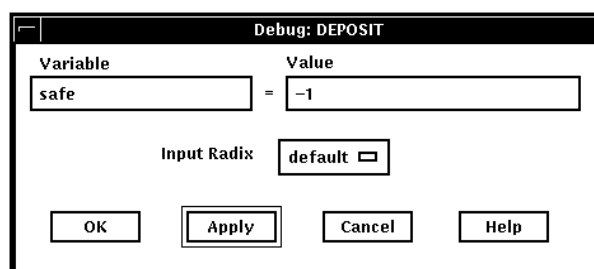 Debug: DEPOSIT
Variable Value
safe = −1
Input Radix default
OK Apply Cancel Help